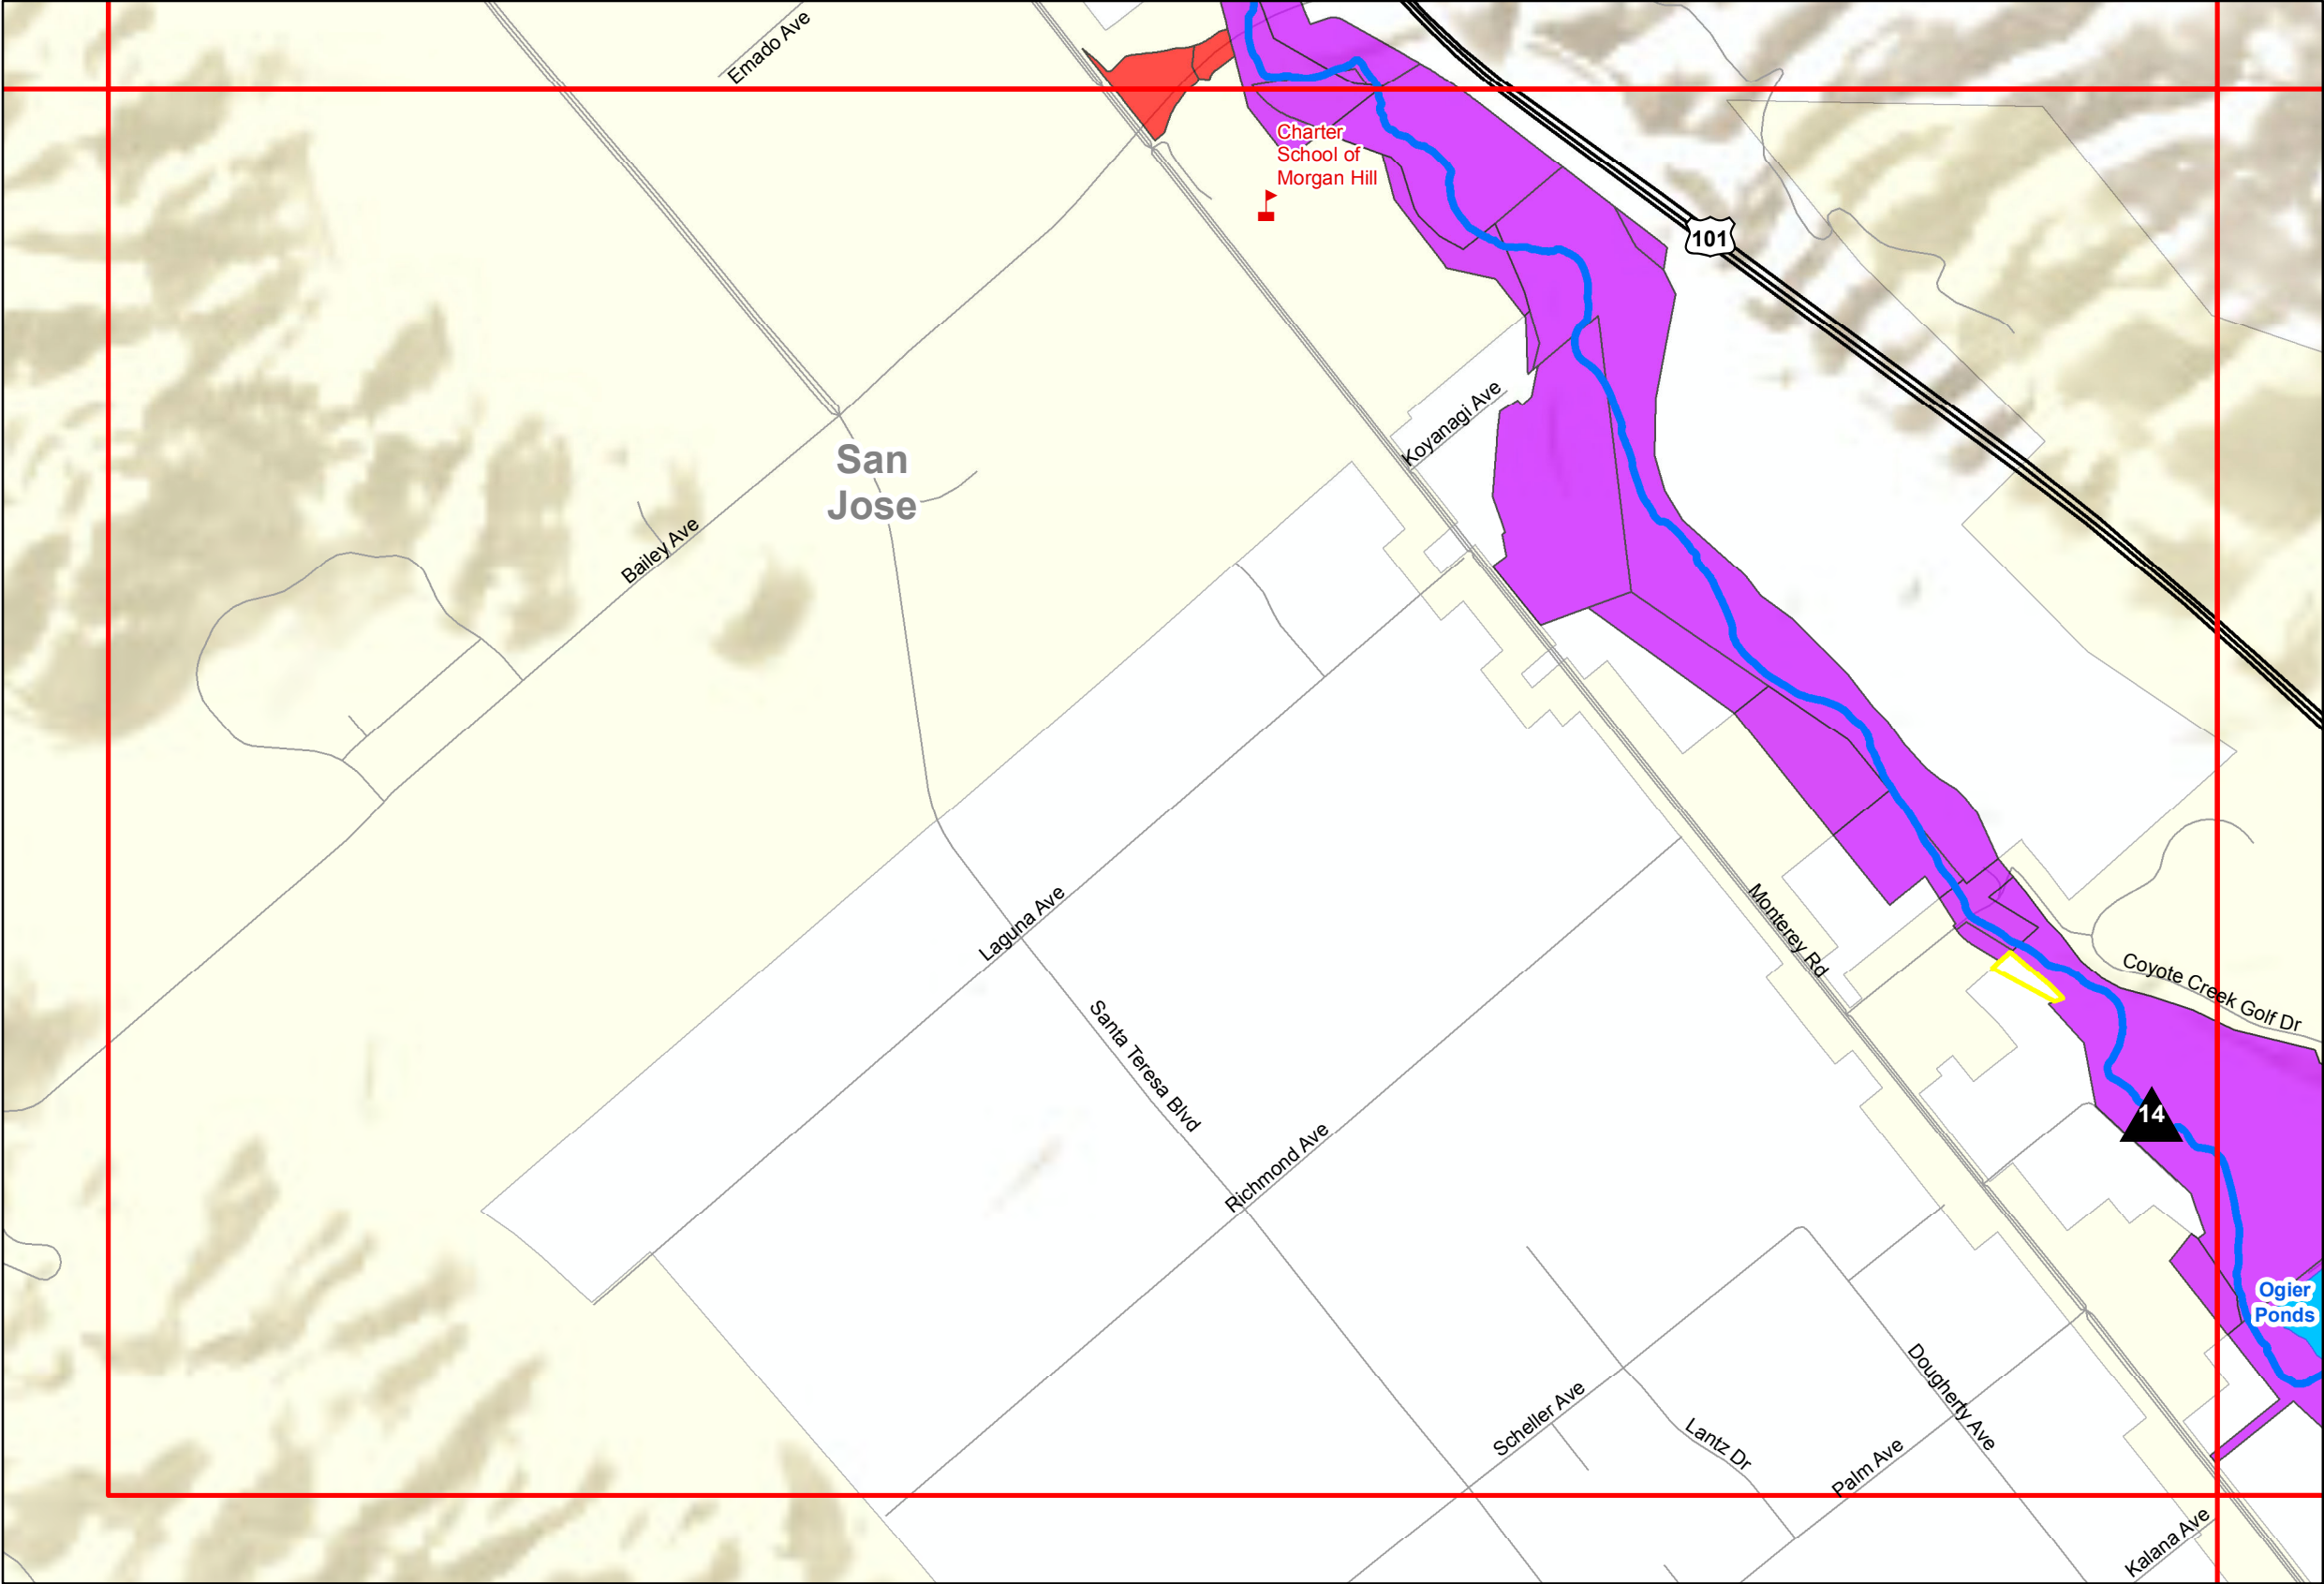 Emado Ave
Charter
School of
Morgan Hill
101
Koyanagi Ave
San
Jose
Bailey Ave
Laguna Ave
Monterey Rd
Coyote Creek Golf Dr
Santa Teresa Blvd
14
Richmond Ave
Ogier
Ponds
Scheller Ave
Lantz Dr
Dougherty Ave
Palm Ave
Kalana Ave